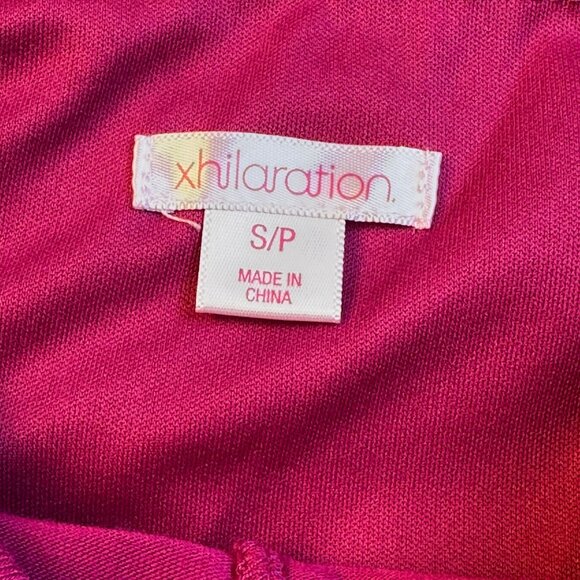 xhilaration.
S/P
MADE IN
CHINA